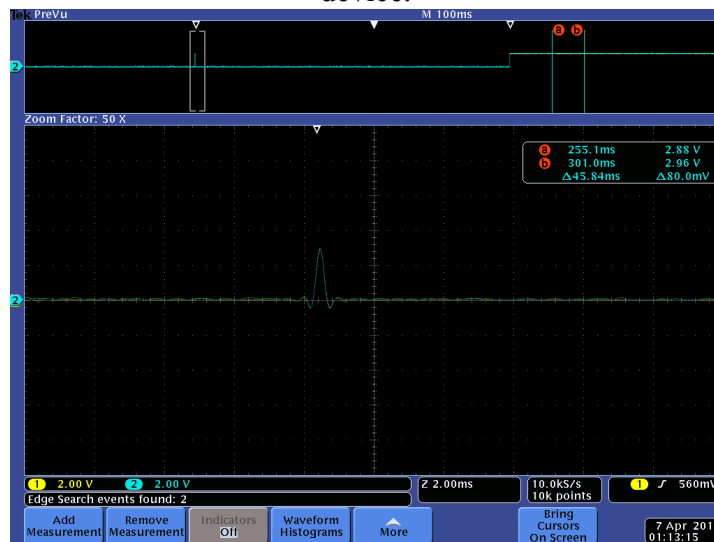 Tek PreVu M 100ms
a b
2
Zoom Factor: 50 X
a 255.1ms 2.88 V
b 301.0ms 2.96 V
Δ45.84ms Δ80.0mV
2
1 2.00 V 2 2.00 V Z 2.00ms 10.0kS/s 1 560mV
10k points
Edge Search events found: 2
Add Measurement Remove Measurement Indicators Off Waveform Histograms More Bring Cursors On Screen
7 Apr 201
01:13:15